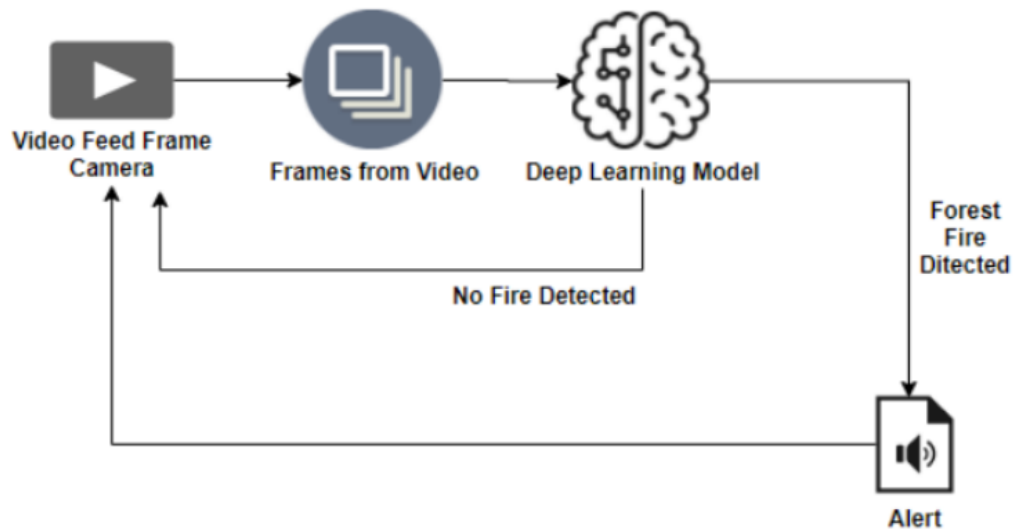 Video Feed Frame
Camera
Frames from Video
Deep Learning Model
Forest
Fire
Ditected
No Fire Detected
Alert